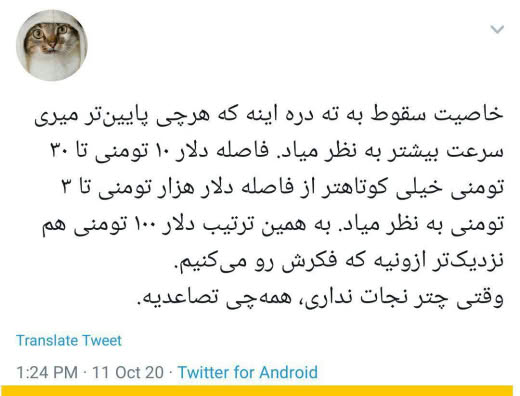 خاصیت سقوط به ته دره اینه که هرچی پایین‌تر میری
سرعت بیشتر به نظر میاد. فاصله دلار ۱۰ تومنی تا ۳۰
تومنی خیلی کوتاهتر از فاصله دلار هزار تومنی تا ۳
تومنی به نظر میاد. به همین ترتیب دلار ۱۰۰ تومنی هم
نزدیک‌تر ازونیه که فکرش رو می‌کنیم.
وقتی چتر نجات نداری، همه‌چی تصاعدیه.
Translate Tweet
1:24 PM · 11 Oct 20 · Twitter for Android